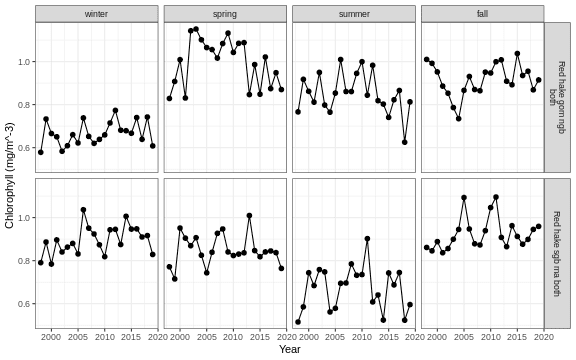 winter spring summer fall
Chlorophyll (mg/m^-3)
1.0
0.8
0.6
Red hake gom ngb
both
1.0
0.8
0.6
Red hake sgb ma both
2000 2005 2010 2015 2020 2000 2005 2010 2015 2020 2000 2005 2010 2015 2020 2000 2005 2010 2015 2020
Year